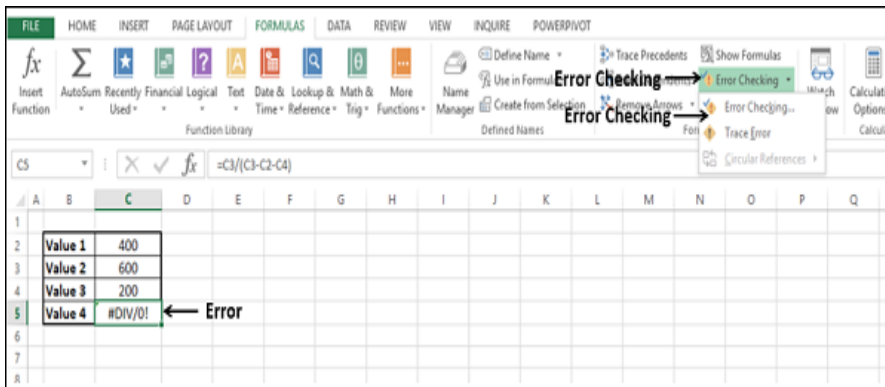 FILE HOME INSERT PAGE LAYOUT FORMULAS DATA REVIEW VIEW INQUIRE POWERPIVOT
fx Insert Function
Σ AutoSum
Recently Used
Financial
Logical
Text
Date & Time
Lookup & Reference
Math & Trig
More Functions
Function Library
Name Manager
Define Name
Use in Formula
Create from Selection
Defined Names
Trace Precedents
Remove Arrows
Show Formulas
Error Checking
Error Checking
Error Checking...
Error Checking
Trace Error
Circular References
C5 fx =C3/(C3-C2-C4)
A B C D E F G H I J K L M N O P Q
1
2 Value 1 400
3 Value 2 600
4 Value 3 200
5 Value 4 #DIV/0! Error
6
7
8